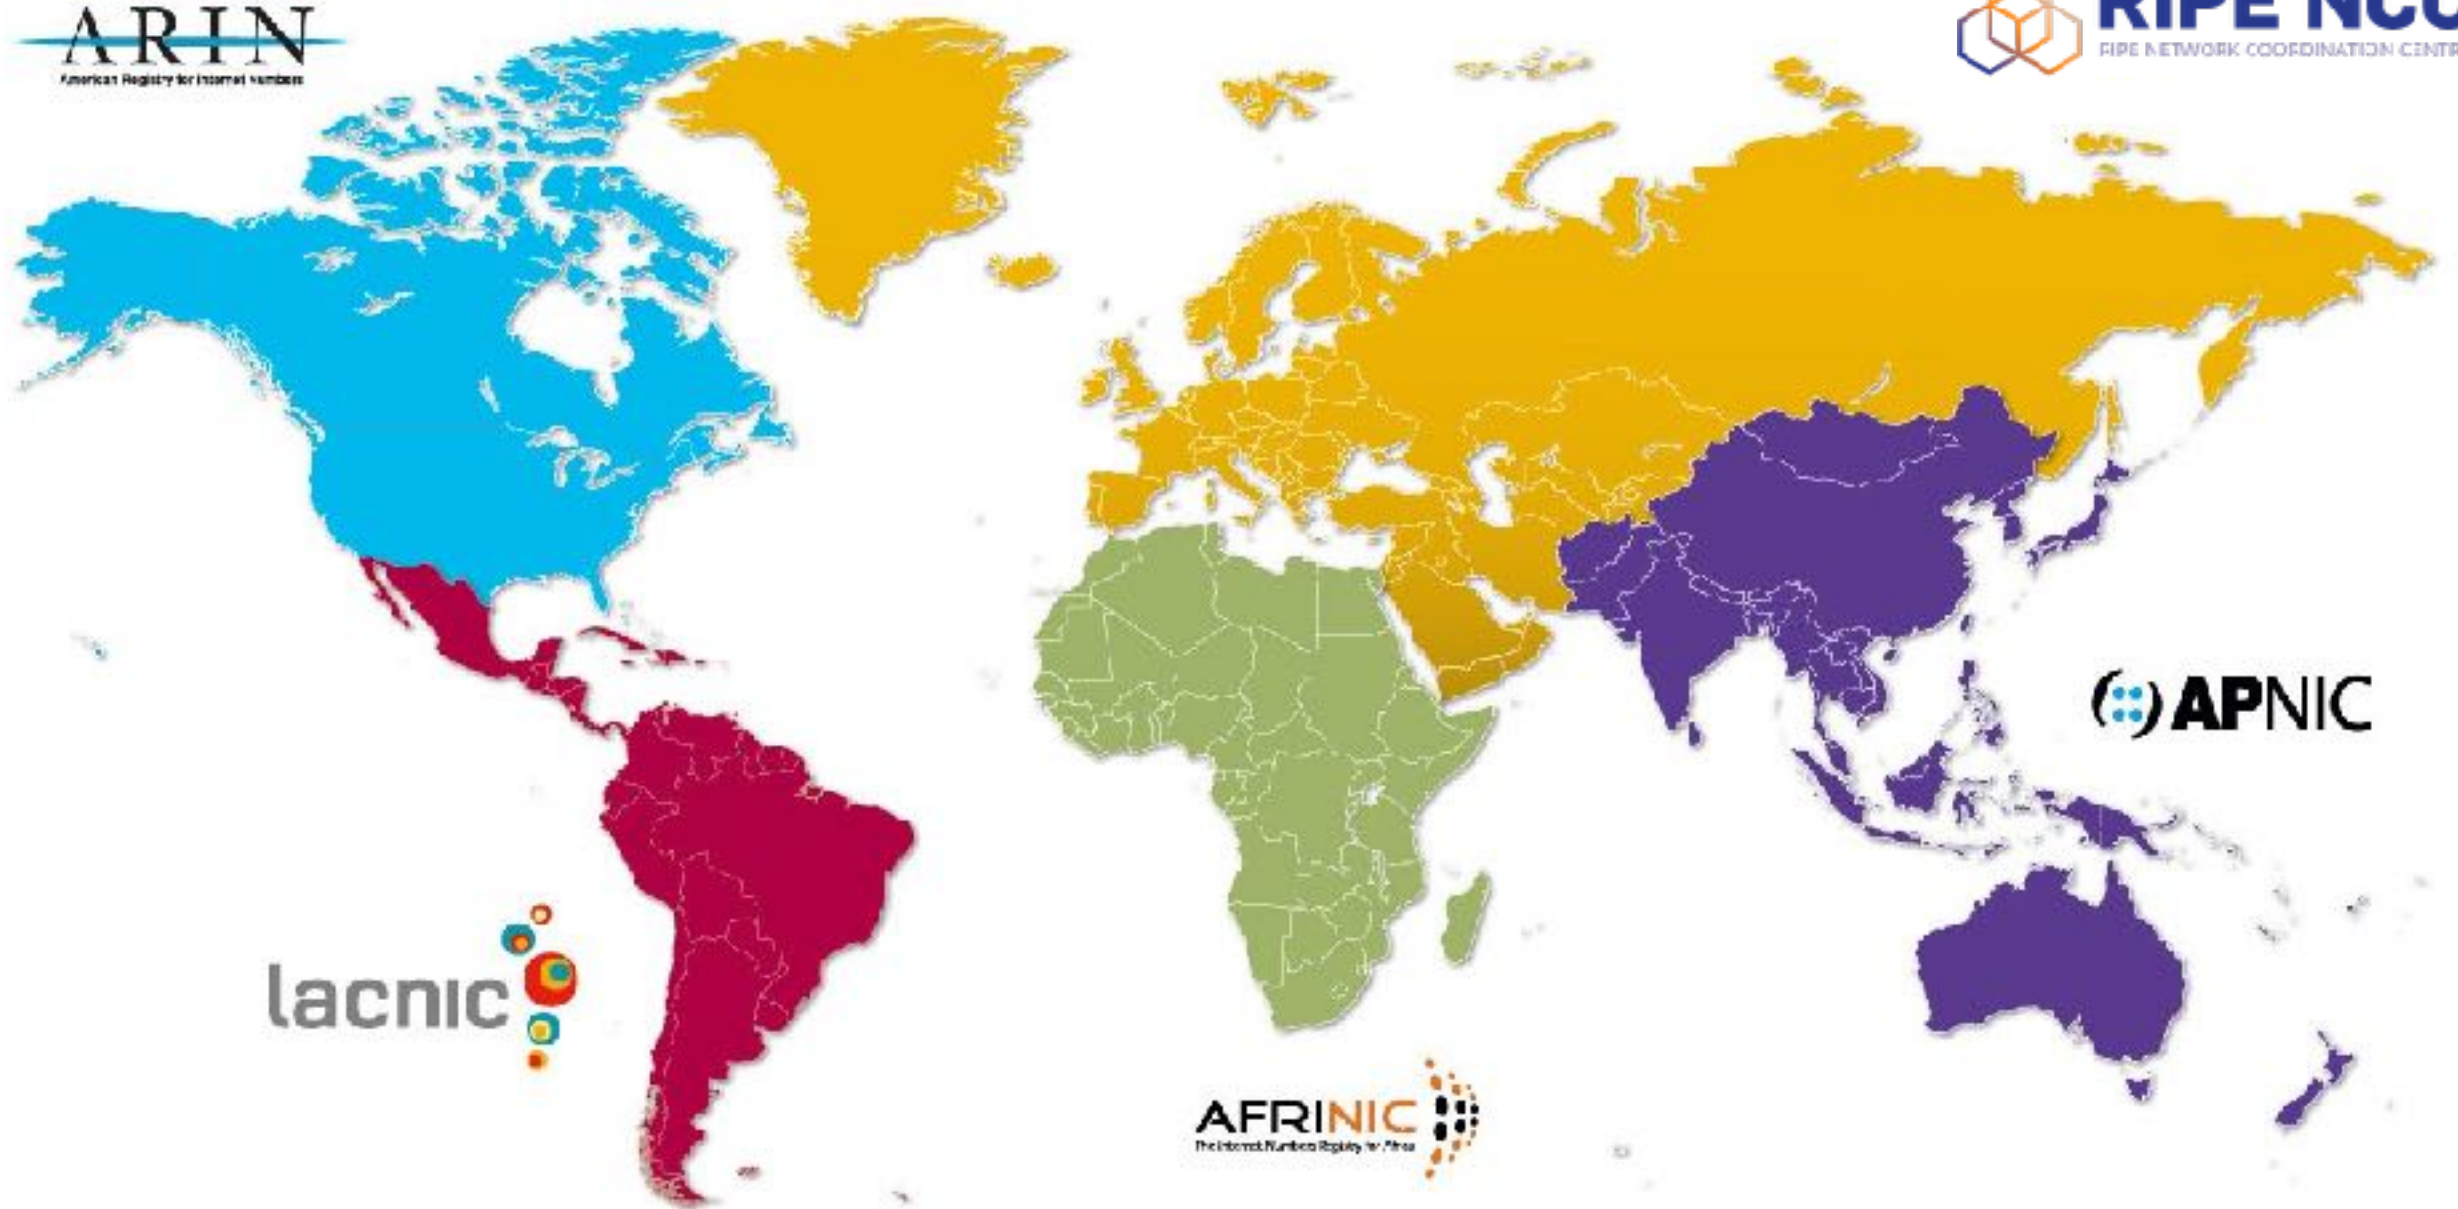 ARIN
American Registry for Internet Numbers
RIPE NCC
RIPE NETWORK COORDINATION CENTR
APNIC
lacnic
AFRINIC
The Internet Numbers Registry for Africa